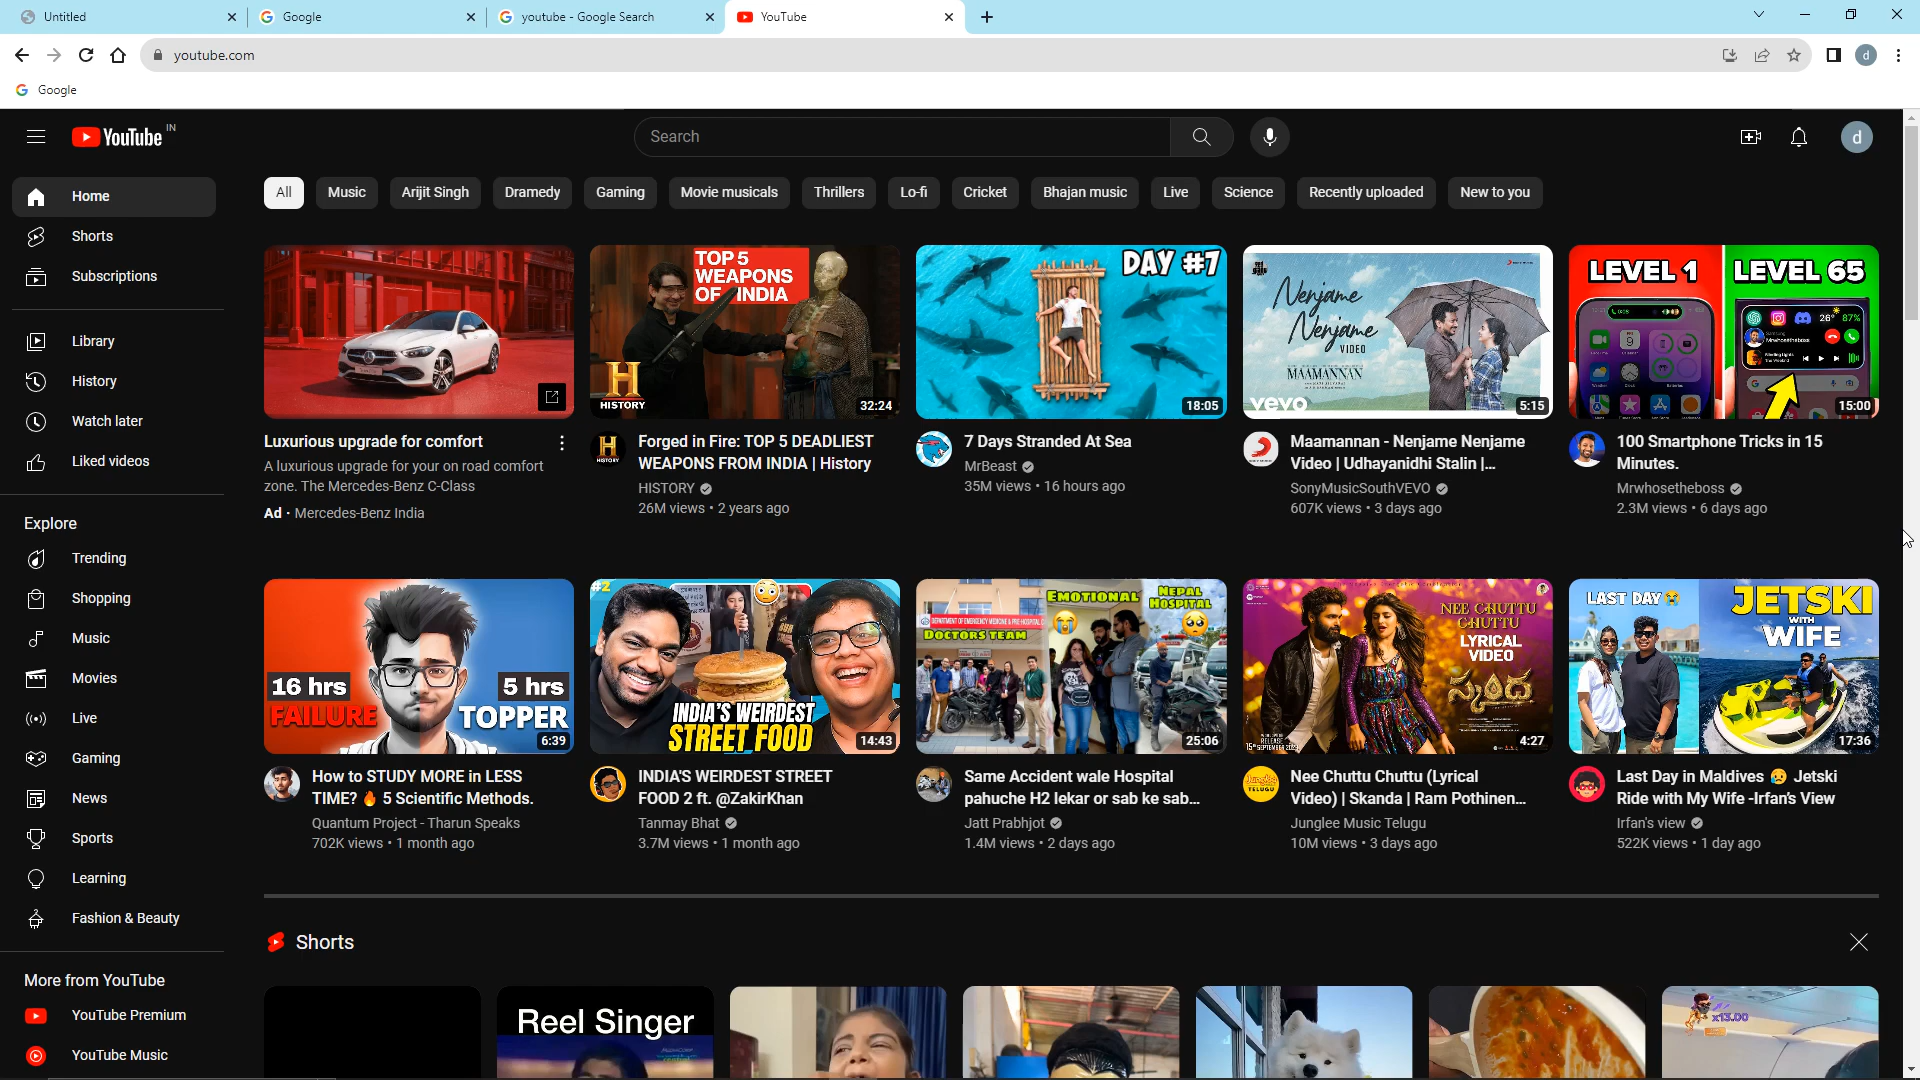 Untitled
Google
youtube - Google Search
YouTube
youtube.com
d
Google
YouTube IN
Search
d
Home
Shorts
Subscriptions
Library
History
Watch later
Liked videos
Explore
Trending
Shopping
Music
Movies
Live
Gaming
News
Sports
Learning
Fashion & Beauty
More from YouTube
YouTube Premium
YouTube Music
All
Music
Arijit Singh
Dramedy
Gaming
Movie musicals
Thrillers
Lo-fi
Cricket
Bhajan music
Live
Science
Recently uploaded
New to you
Luxurious upgrade for comfort
A luxurious upgrade for your on road comfort
zone. The Mercedes-Benz C-Class
Ad · Mercedes-Benz India
TOP 5
WEAPONS
OF INDIA
H
HISTORY
32:24
Forged in Fire: TOP 5 DEADLIEST
WEAPONS FROM INDIA | History
HISTORY
26M views • 2 years ago
DAY #7
18:05
7 Days Stranded At Sea
MrBeast
35M views • 16 hours ago
Nenjame
Nenjame
VIDEO
MAAMANNAN
vevo
5:15
Maamannan - Nenjame Nenjame
Video | Udhayanidhi Stalin |...
SonyMusicSouthVEVO
607K views • 3 days ago
LEVEL 1
LEVEL 65
26°
87%
15:00
100 Smartphone Tricks in 15
Minutes.
Mrwhosetheboss
2.3M views • 6 days ago
16 hrs
FAILURE
5 hrs
TOPPER
6:39
How to STUDY MORE in LESS
TIME? 🔥 5 Scientific Methods.
Quantum Project - Tharun Speaks
702K views • 1 month ago
#2
INDIA'S WEIRDEST
STREET FOOD
14:43
INDIA'S WEIRDEST STREET
FOOD 2 ft. @ZakirKhan
Tanmay Bhat
3.7M views • 1 month ago
EMOTIONAL
NEPAL
HOSPITAL
DOCTORS TEAM
25:06
Same Accident wale Hospital
pahuche H2 lekar or sab ke sab...
Jatt Prabhjot
1.4M views • 2 days ago
NEE CHUTTU
CHUTTU
LYRICAL
VIDEO
స్కంద
4:27
Nee Chuttu Chuttu (Lyrical
Video) | Skanda | Ram Pothinen...
Junglee Music Telugu
10M views • 3 days ago
LAST DAY 😭
JETSKI
WITH
WIFE
17:36
Last Day in Maldives 😥 Jetski
Ride with My Wife -Irfan's View
Irfan's view
522K views • 1 day ago
Shorts
Reel Singer
x13.00